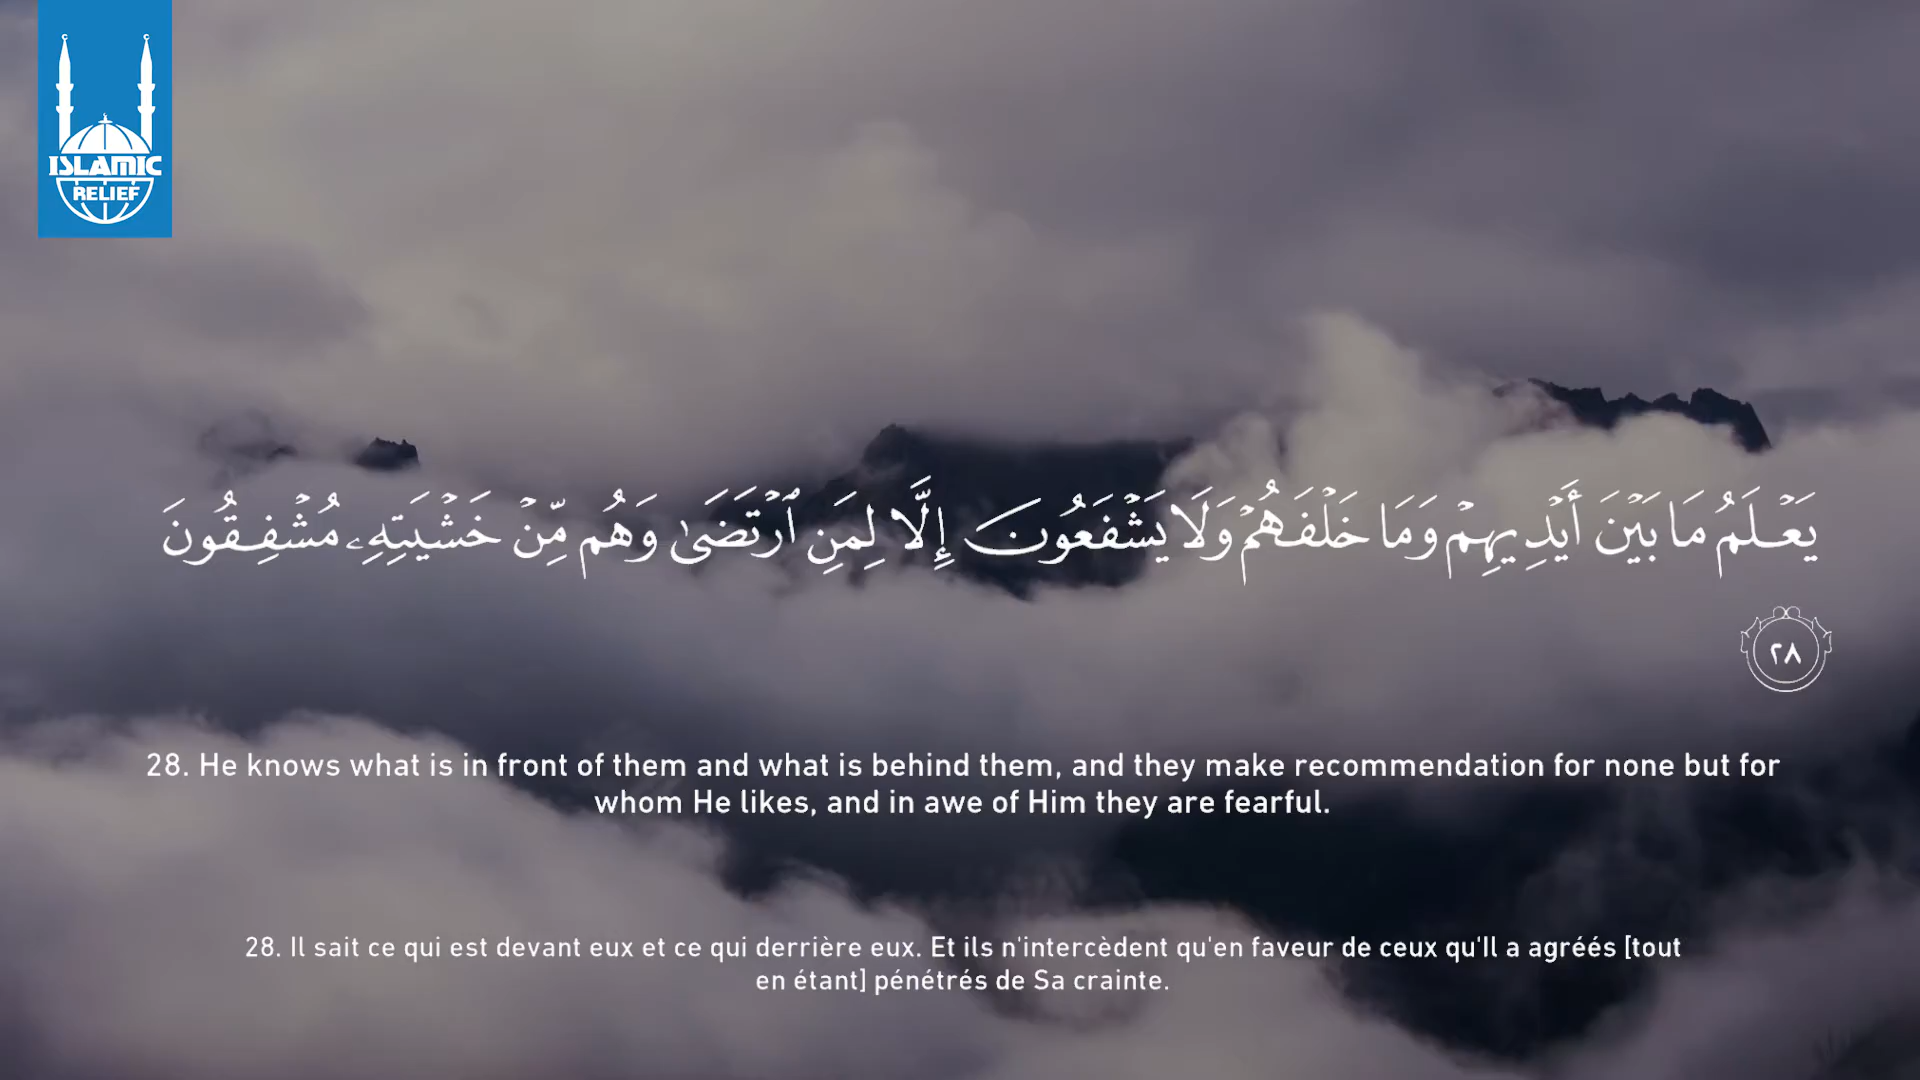 ISLAMIC
RELIEF
يَعْلَمُ مَا بَيْنَ أَيْدِيهِمْ وَمَا خَلْفَهُمْ وَلَا يَشْفَعُونَ إِلَّا لِمَنِ ٱرْتَضَىٰ وَهُم مِّنْ خَشْيَتِهِۦ مُشْفِقُونَ
٢٨
28. He knows what is in front of them and what is behind them, and they make recommendation for none but for
whom He likes, and in awe of Him they are fearful.
28. Il sait ce qui est devant eux et ce qui derrière eux. Et ils n'intercèdent qu'en faveur de ceux qu'Il a agréés [tout
en étant] pénétrés de Sa crainte.